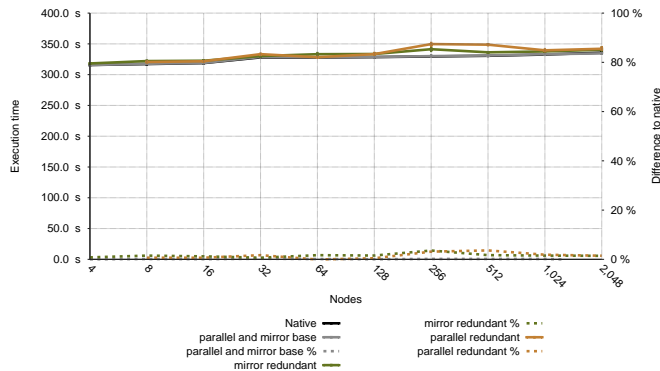 400.0 s
350.0 s
300.0 s
250.0 s
200.0 s
150.0 s
100.0 s
50.0 s
0.0 s
Execution time
100 %
80 %
60 %
40 %
20 %
0 %
Difference to native
4
8
16
32
64
128
256
512
1,024
2,048
Nodes
Native
parallel and mirror base
parallel and mirror base %
mirror redundant
mirror redundant %
parallel redundant
parallel redundant %